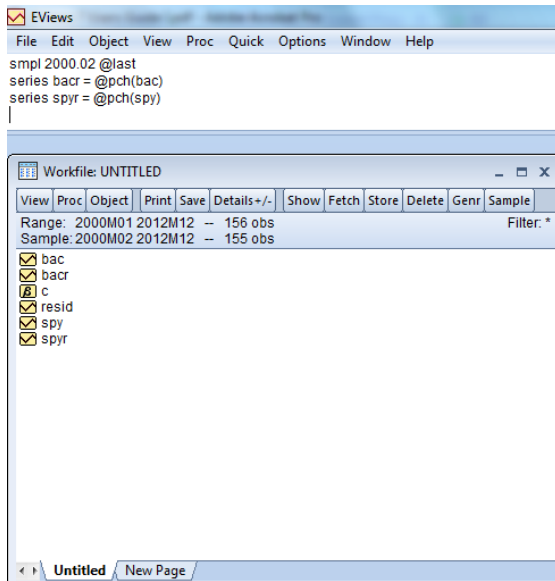 EViews
File Edit Object View Proc Quick Options Window Help
smpl 2000.02 @last
series bacr = @pch(bac)
series spyr = @pch(spy)
Workfile: UNTITLED
View Proc Object Print Save Details+/- Show Fetch Store Delete Genr Sample
Range: 2000M01 2012M12 -- 156 obs Filter: *
Sample: 2000M02 2012M12 -- 155 obs
bac
bacr
β c
resid
spy
spyr
Untitled New Page